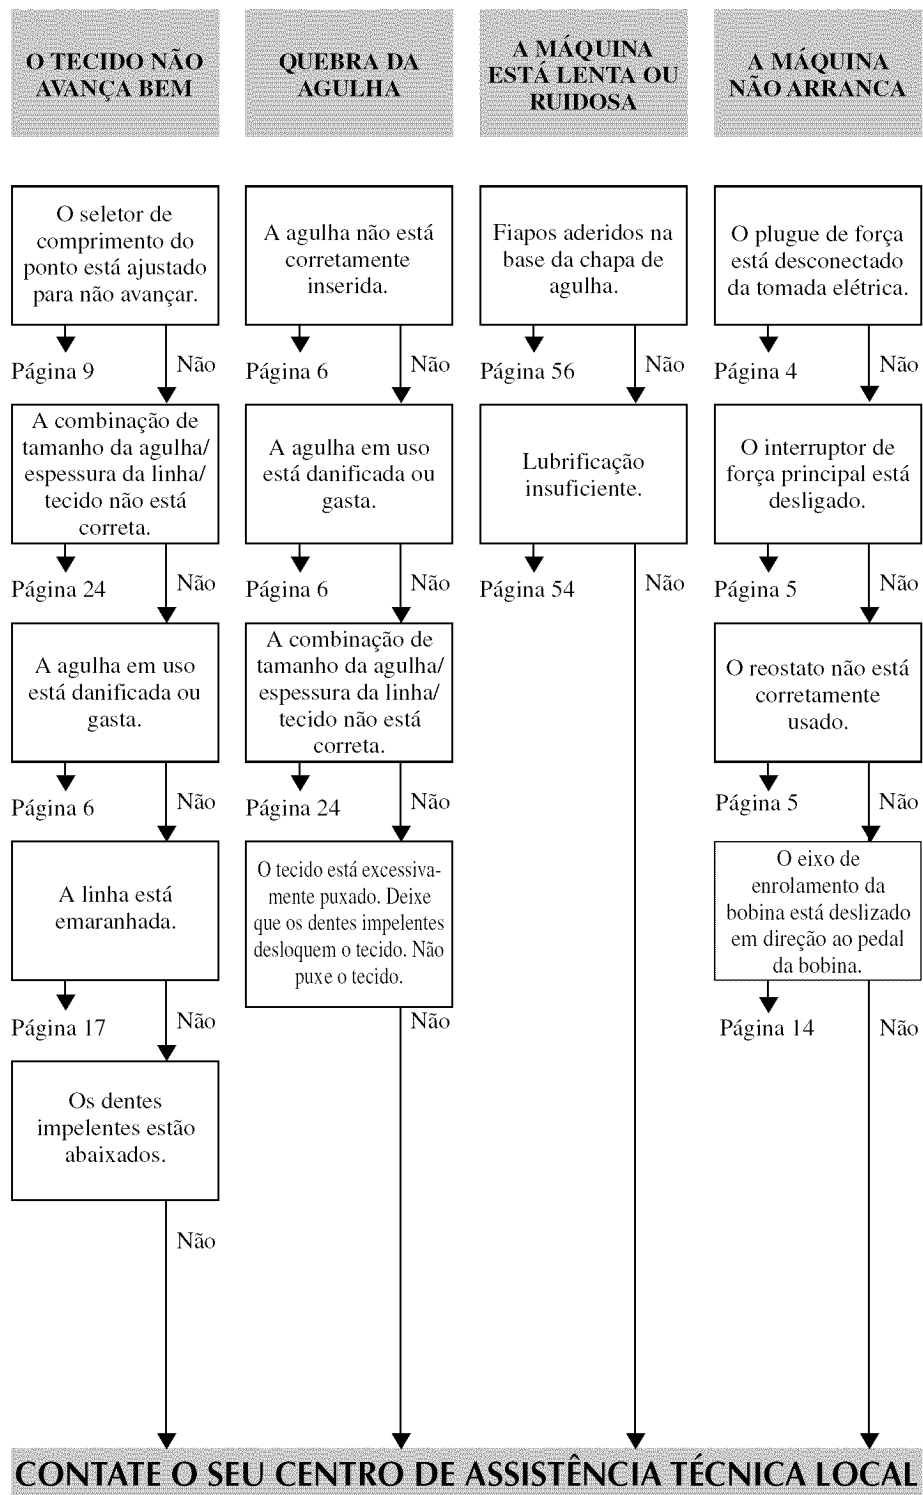 O TECIDO NÃO
AVANÇA BEM
O seletor de
comprimento do
ponto está ajustado
para não avançar.
Página 9
Não
A combinação de
tamanho da agulha/
espessura da linha/
tecido não está
correta.
Página 24
Não
A agulha em uso
está danificada ou
gasta.
Página 6
Não
A linha está
emaranhada.
Página 17
Não
Os dentes
impelentes estão
abaixados.
Não
QUEBRA DA
AGULHA
A agulha não está
corretamente
inserida.
Página 6
Não
A agulha em uso
está danificada ou
gasta.
Página 6
Não
A combinação de
tamanho da agulha/
espessura da linha/
tecido não está
correta.
Página 24
Não
O tecido está excessiva-
mente puxado. Deixe
que os dentes impelentes
desloquem o tecido. Não
puxe o tecido.
Não
A MÁQUINA
ESTÁ LENTA OU
RUIDOSA
Fiapos aderidos na
base da chapa de
agulha.
Página 56
Não
Lubrificação
insuficiente.
Página 54
Não
A MÁQUINA
NÃO ARRANCA
O plugue de força
está desconectado
da tomada elétrica.
Página 4
Não
O interruptor de
força principal está
desligado.
Página 5
Não
O reostato não está
corretamente
usado.
Página 5
Não
O eixo de
enrolamento da
bobina está deslizado
em direção ao pedal
da bobina.
Página 14
Não
CONTATE O SEU CENTRO DE ASSISTÊNCIA TÉCNICA LOCAL